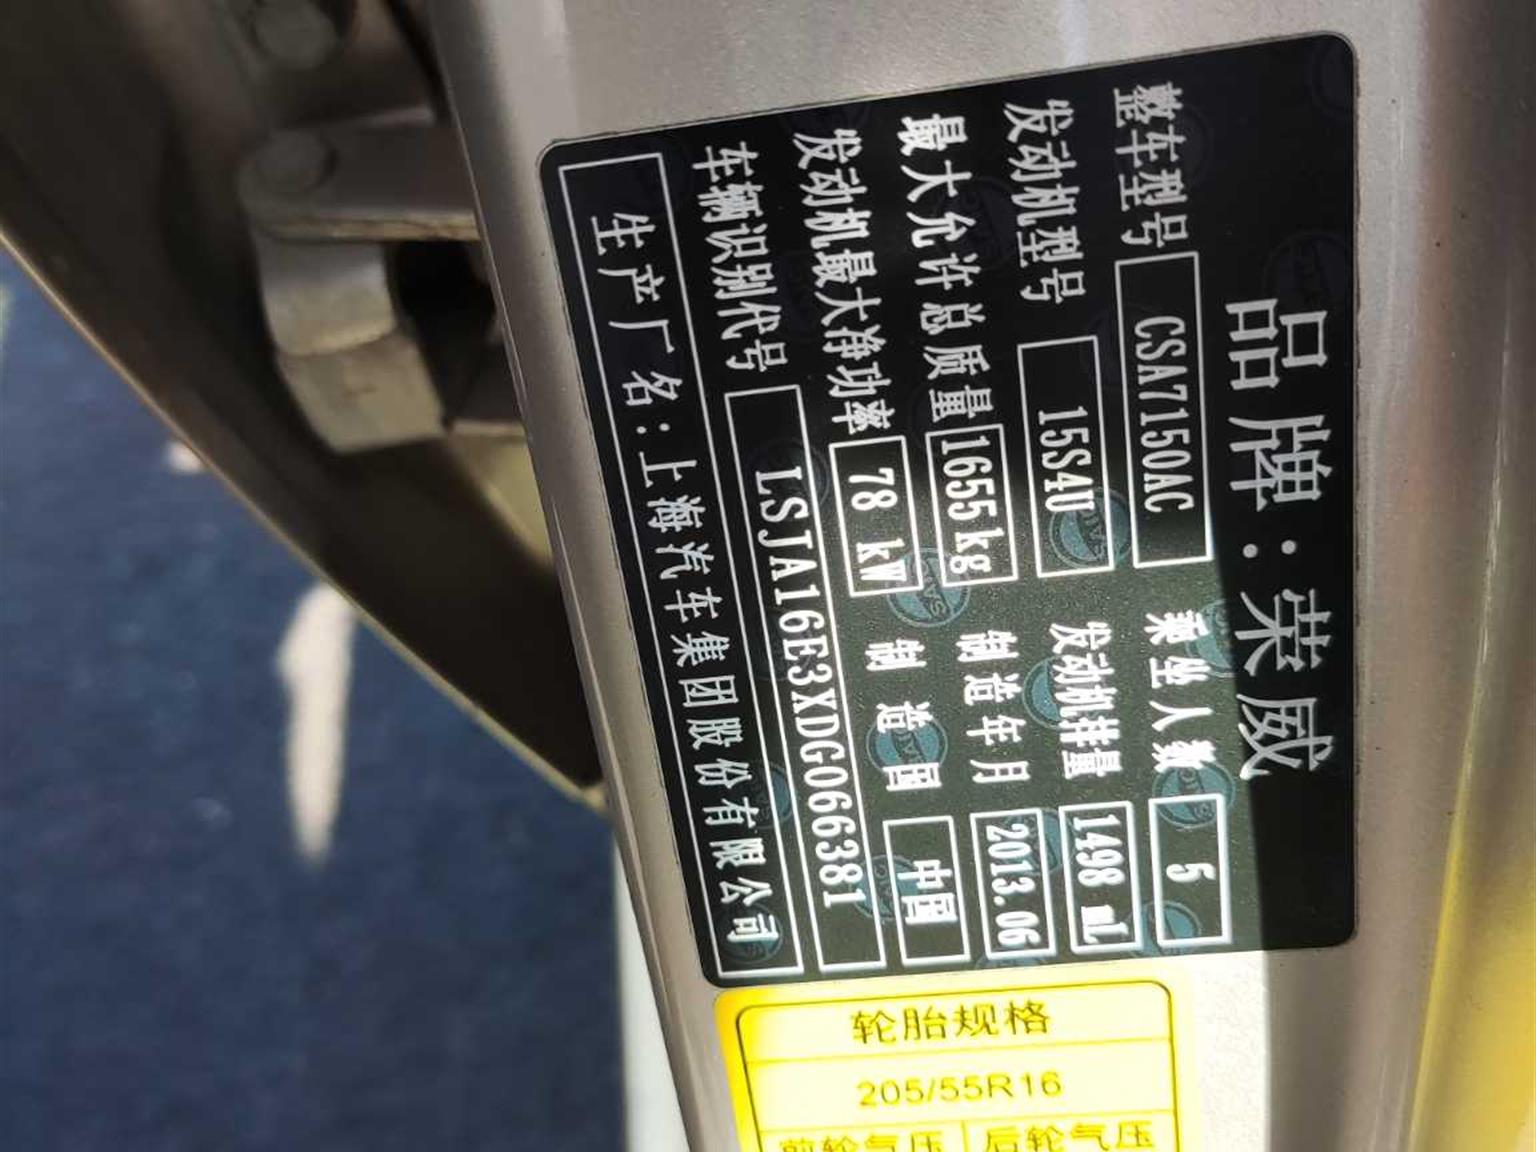 品牌：荣威
整车型号 CSA7150AC 乘坐人数 5
发动机型号 15S4U 发动机排量 1498 mL
最大允许总质量 1655kg 制造年月 2013.06
发动机最大净功率 78 kW 制造国 中国
车辆识别代号 LSJA16E3XDG066381
生产厂名：上海汽车集团股份有限公司
轮胎规格
205/55R16
前轮气压 后轮气压